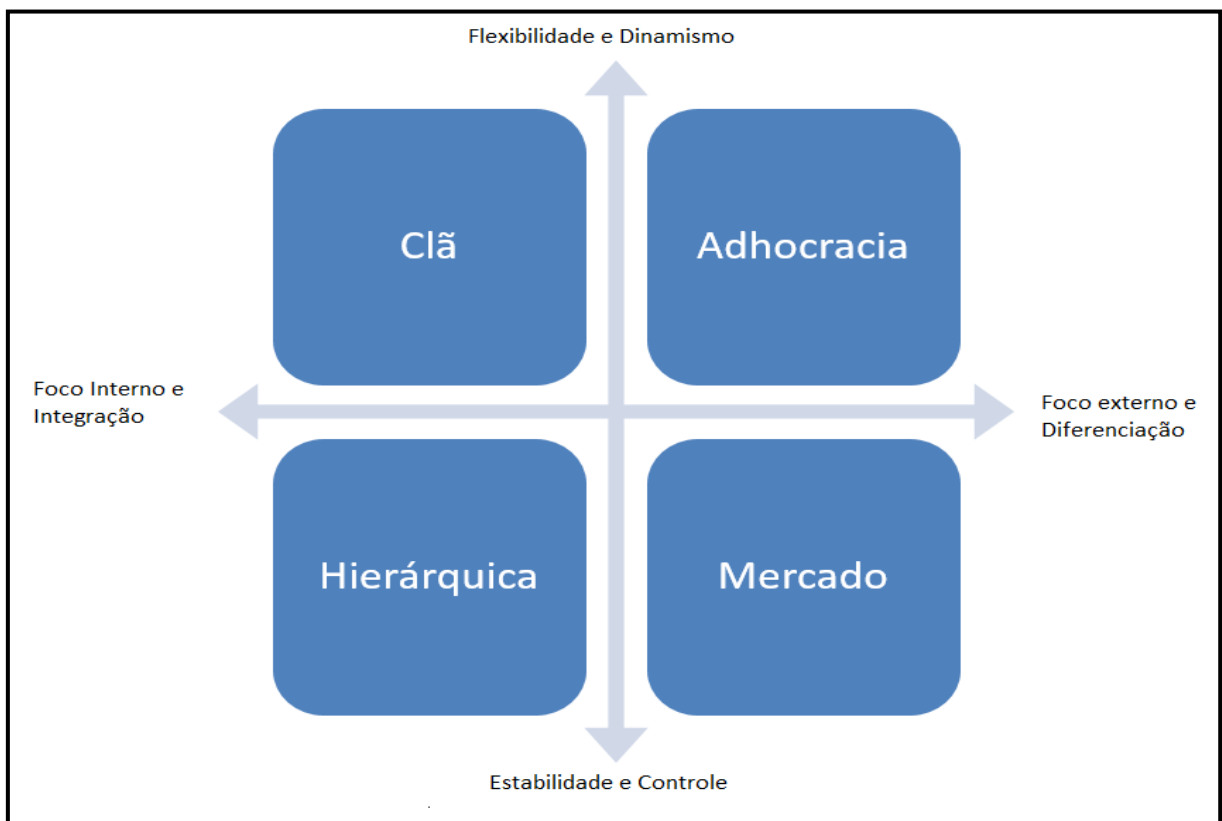 Flexibilidade e Dinamismo
Clã
Adhocracia
Foco Interno e
Integração
Foco externo e
Diferenciação
Hierárquica
Mercado
Estabilidade e Controle